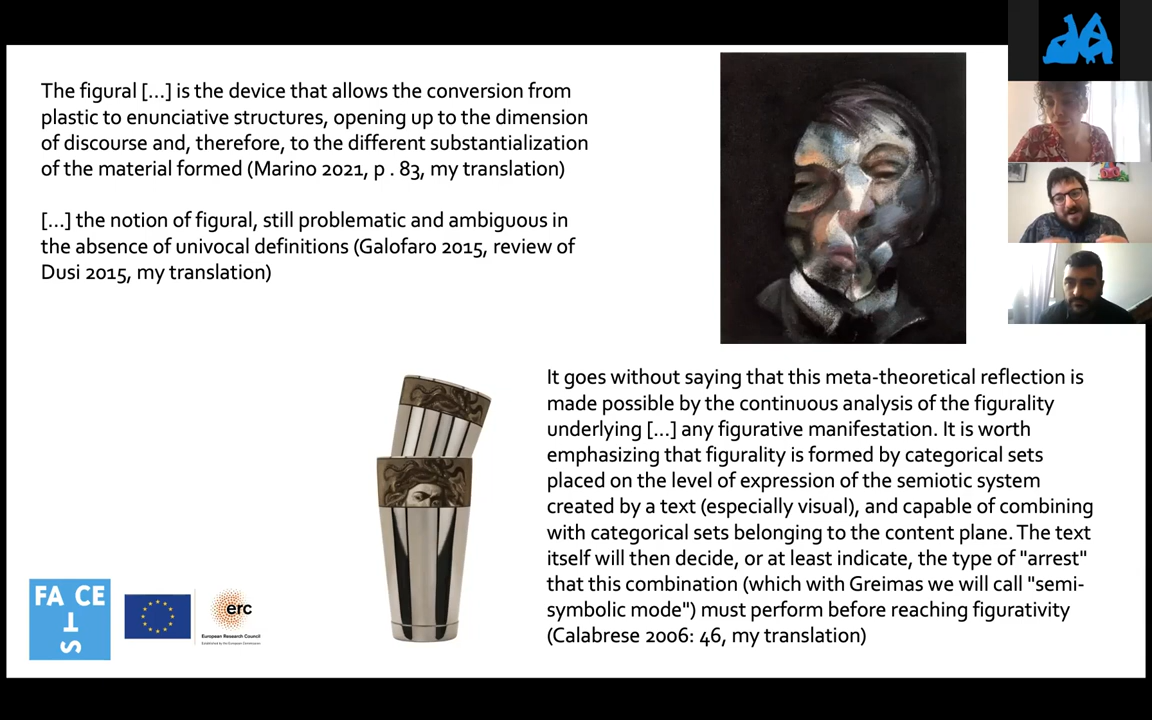 The figural [...] is the device that allows the conversion from
plastic to enunciative structures, opening up to the dimension
of discourse and, therefore, to the different substantialization
of the material formed (Marino 2021, p . 83, my translation)
[...] the notion of figural, still problematic and ambiguous in
the absence of univocal definitions (Galofaro 2015, review of
Dusi 2015, my translation)
It goes without saying that this meta-theoretical reflection is
made possible by the continuous analysis of the figurality
underlying [...] any figurative manifestation. It is worth
emphasizing that figurality is formed by categorical sets
placed on the level of expression of the semiotic system
created by a text (especially visual), and capable of combining
with categorical sets belonging to the content plane. The text
itself will then decide, or at least indicate, the type of "arrest"
that this combination (which with Greimas we will call "semi-
symbolic mode") must perform before reaching figurativity
(Calabrese 2006: 46, my translation)
FA CE
T
S
erc
European Research Council
Established by the European Commission